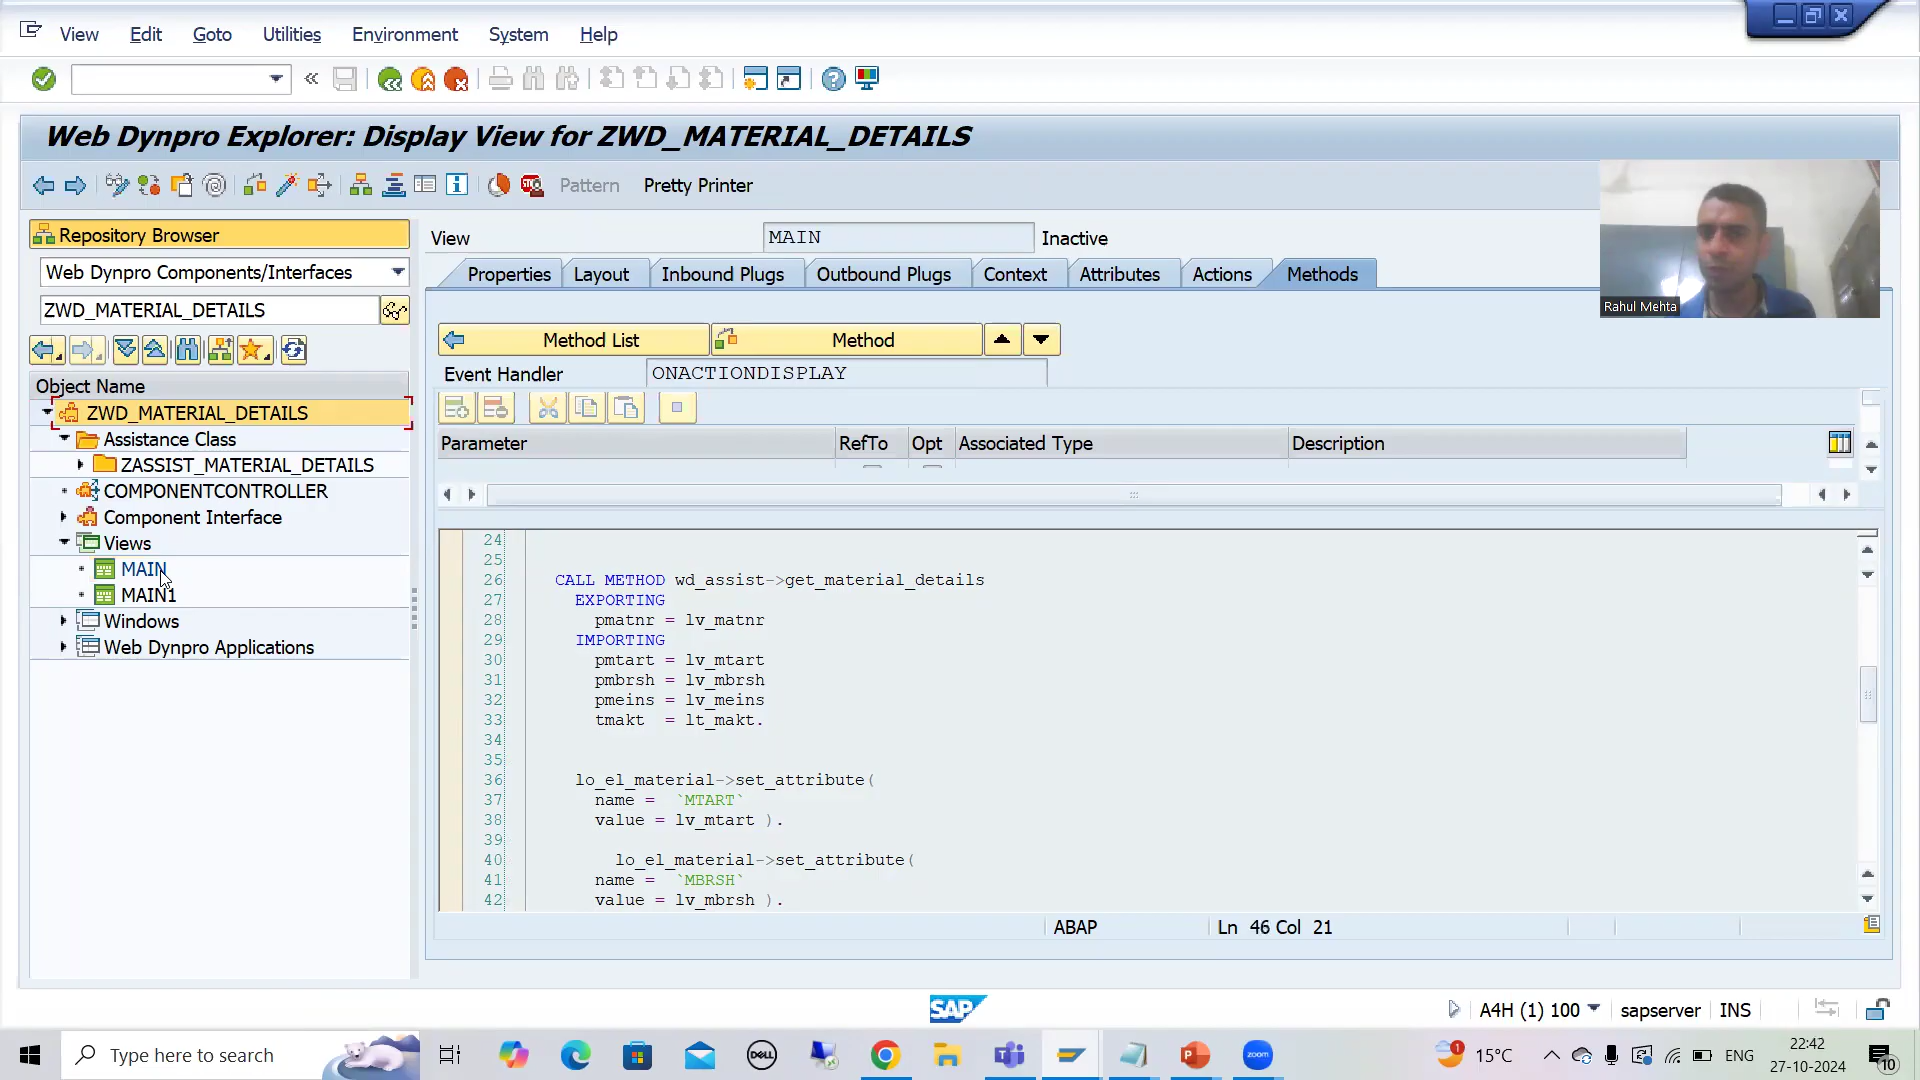 View Edit Goto Utilities Environment System Help
Web Dynpro Explorer: Display View for ZWD_MATERIAL_DETAILS
Pattern Pretty Printer
Repository Browser
Web Dynpro Components/Interfaces
ZWD_MATERIAL_DETAILS
Object Name
ZWD_MATERIAL_DETAILS
Assistance Class
ZASSIST_MATERIAL_DETAILS
COMPONENTCONTROLLER
Component Interface
Views
MAIN
MAIN1
Windows
Web Dynpro Applications
View MAIN Inactive
Properties Layout Inbound Plugs Outbound Plugs Context Attributes Actions Methods
Method List Method
Event Handler ONACTIONDISPLAY
Parameter RefTo Opt Associated Type Description
24
25
26 CALL METHOD wd_assist->get_material_details
27 EXPORTING
28 pmatnr = lv_matnr
29 IMPORTING
30 pmtart = lv_mtart
31 pmbrsh = lv_mbrsh
32 pmeins = lv_meins
33 tmakt = lt_makt.
34
35
36 lo_el_material->set_attribute(
37 name = `MTART`
38 value = lv_mtart ).
39
40 lo_el_material->set_attribute(
41 name = `MBRSH`
42 value = lv_mbrsh ).
ABAP Ln 46 Col 21
Rahul Mehta
SAP
A4H (1) 100 sapserver INS
Type here to search
DELL
zoom
1
15°C
ENG
22:42
27-10-2024
10